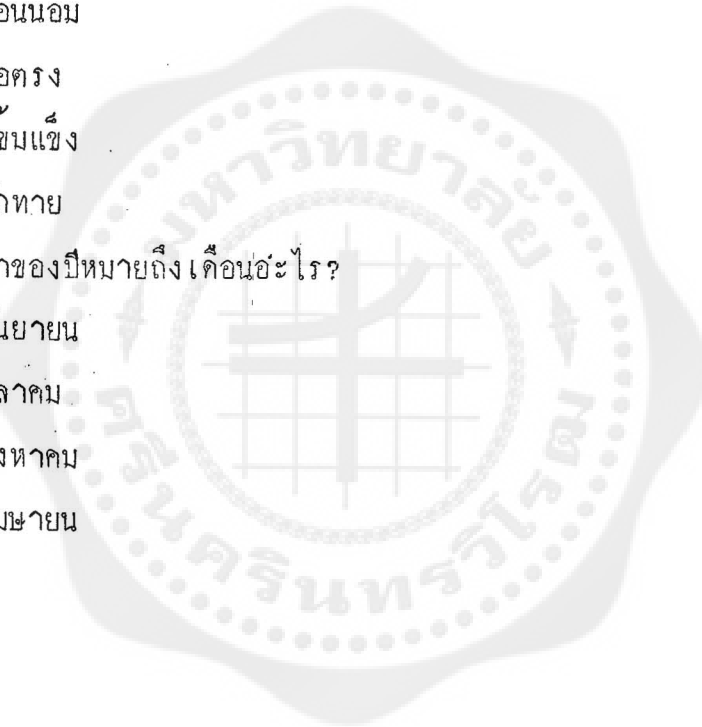 อนนอม
อตรง
ข้มแข็ง
กทาย
าของปีหมายถึงเดือนอะไร?
นยายน
ลาคม
งหาคม
มษายน
มหาวิทยาลัย
ศรีนครินทรวิโรฒ